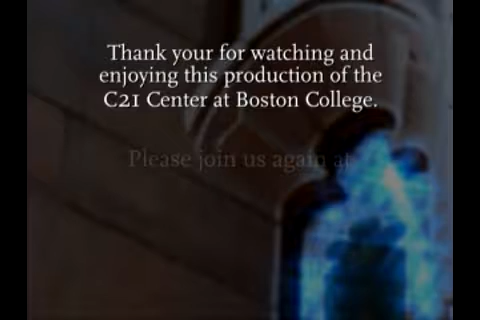 Thank your for watching and
enjoying this production of the
C21 Center at Boston College.
Please join us again at